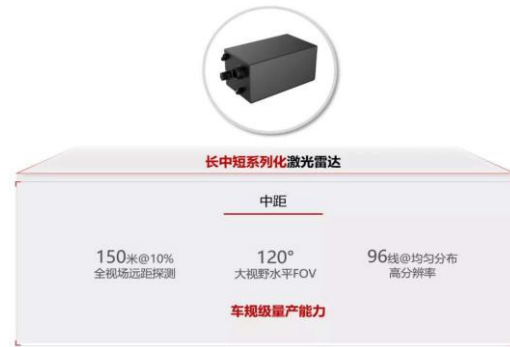 长中短系列化激光雷达
中距
150米@10%
全视场远距探测
120°
大视野水平FOV
96线@均匀分布
高分辨率
车规级量产能力